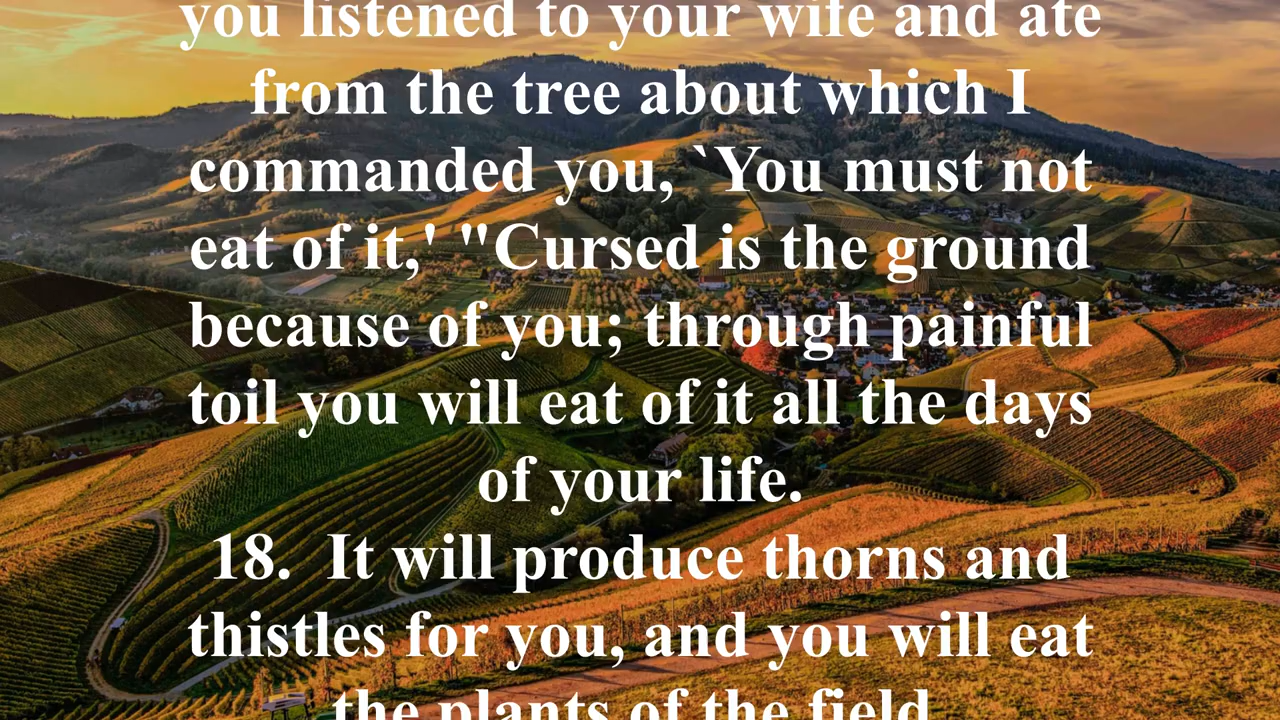 you listened to your wife and ate
from the tree about which I
commanded you, `You must not
eat of it,' "Cursed is the ground
because of you; through painful
toil you will eat of it all the days
of your life.
18. It will produce thorns and
thistles for you, and you will eat
the plants of the field